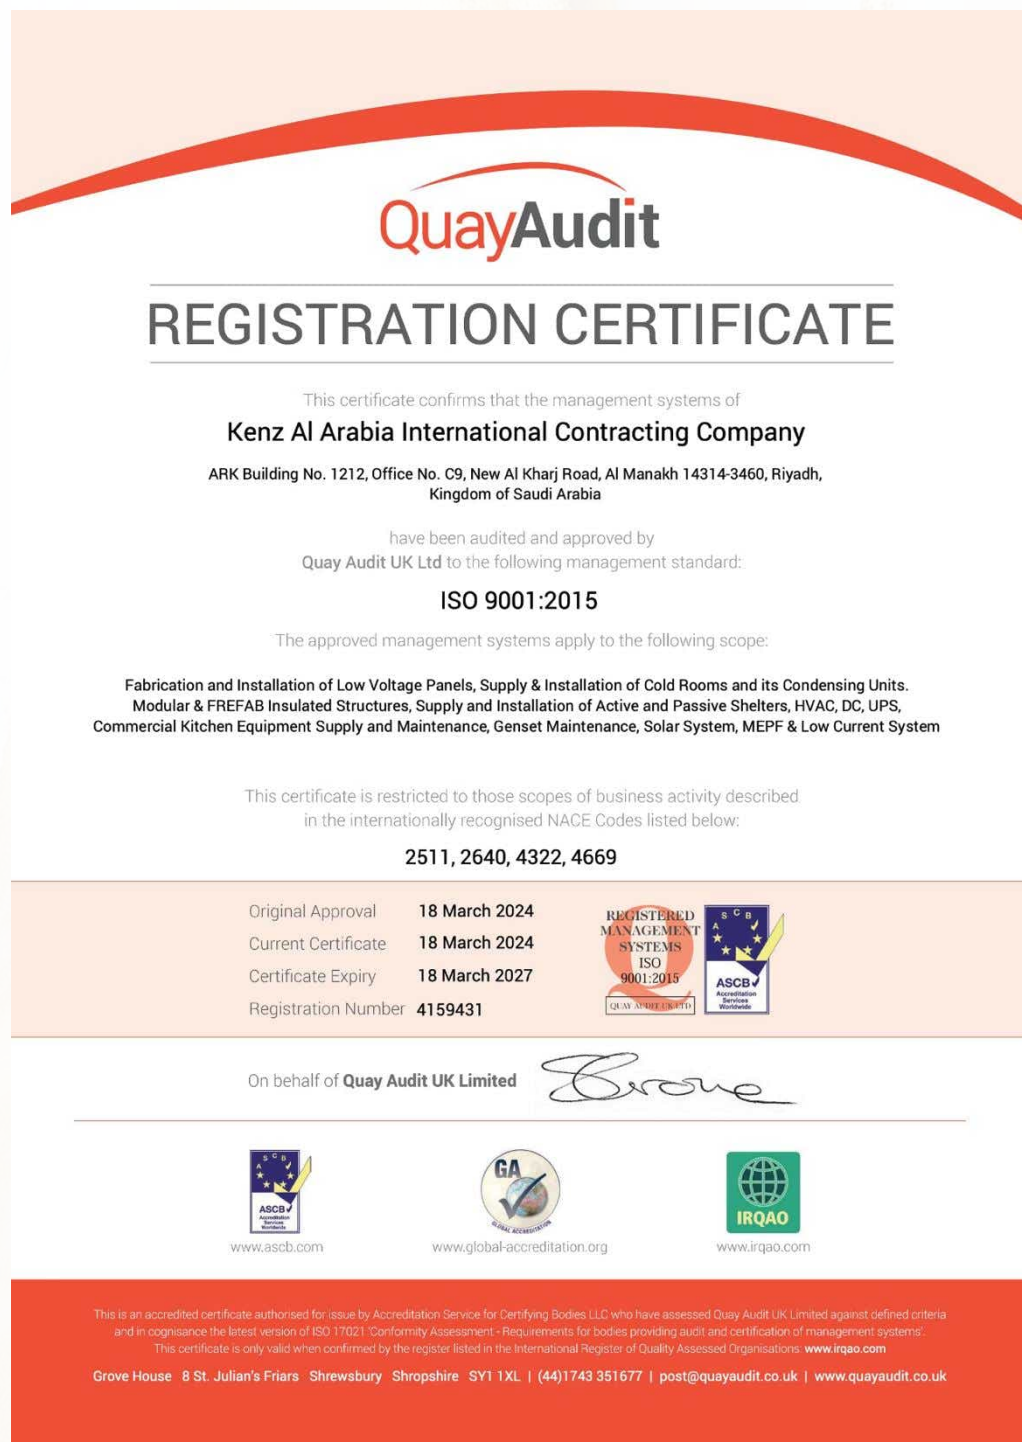 QuayAudit
REGISTRATION CERTIFICATE
This certificate confirms that the management systems of
Kenz Al Arabia International Contracting Company
ARK Building No. 1212, Office No. C9, New Al Kharj Road, Al Manakh 14314-3460, Riyadh,
Kingdom of Saudi Arabia
have been audited and approved by
Quay Audit UK Ltd to the following management standard:
ISO 9001:2015
The approved management systems apply to the following scope:
Fabrication and Installation of Low Voltage Panels, Supply & Installation of Cold Rooms and its Condensing Units.
Modular & FREFAB Insulated Structures, Supply and Installation of Active and Passive Shelters, HVAC, DC, UPS,
Commercial Kitchen Equipment Supply and Maintenance, Genset Maintenance, Solar System, MEPF & Low Current System
This certificate is restricted to those scopes of business activity described
in the internationally recognised NACE Codes listed below:
2511, 2640, 4322, 4669
Original Approval 18 March 2024
Current Certificate 18 March 2024
Certificate Expiry 18 March 2027
Registration Number 4159431
REGISTERED
MANAGEMENT
SYSTEMS
ISO
9001:2015
QUAY AUDIT UK LTD
ASCB
ASCB
Accreditation
Services
Worldwide
On behalf of Quay Audit UK Limited
ASCB
ASCB
Accreditation
Services
Worldwide
www.ascb.com
GA
GLOBAL ACCREDITATION
www.global-accreditation.org
IRQAO
www.irqao.com
This is an accredited certificate authorised for issue by Accreditation Service for Certifying Bodies LLC who have assessed Quay Audit UK Limited against defined criteria
and in cognisance the latest version of ISO 17021 'Conformity Assessment - Requirements for bodies providing audit and certification of management systems'.
This certificate is only valid when confirmed by the register listed in the International Register of Quality Assessed Organisations: www.irqao.com
Grove House 8 St. Julian's Friars Shrewsbury Shropshire SY1 1XL | (44)1743 351677 | post@quayaudit.co.uk | www.quayaudit.co.uk